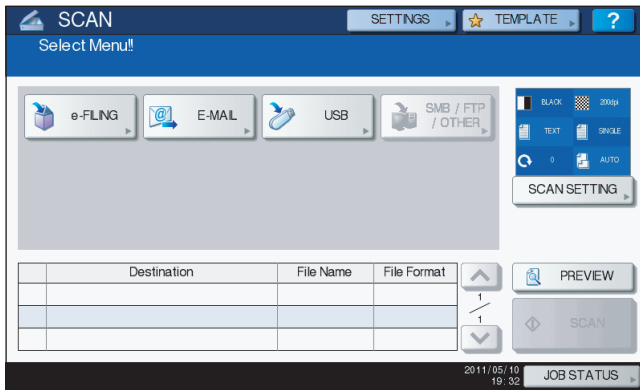 SCAN SETTINGS TEMPLATE ?
Select Menu!!
e-FILING E-MAIL USB SMB / FTP / OTHER
BLACK 200dpi
TEXT SINGLE
0 AUTO
SCAN SETTING
Destination File Name File Format
1
1
PREVIEW
SCAN
2011/05/10
19:32
JOB STATUS